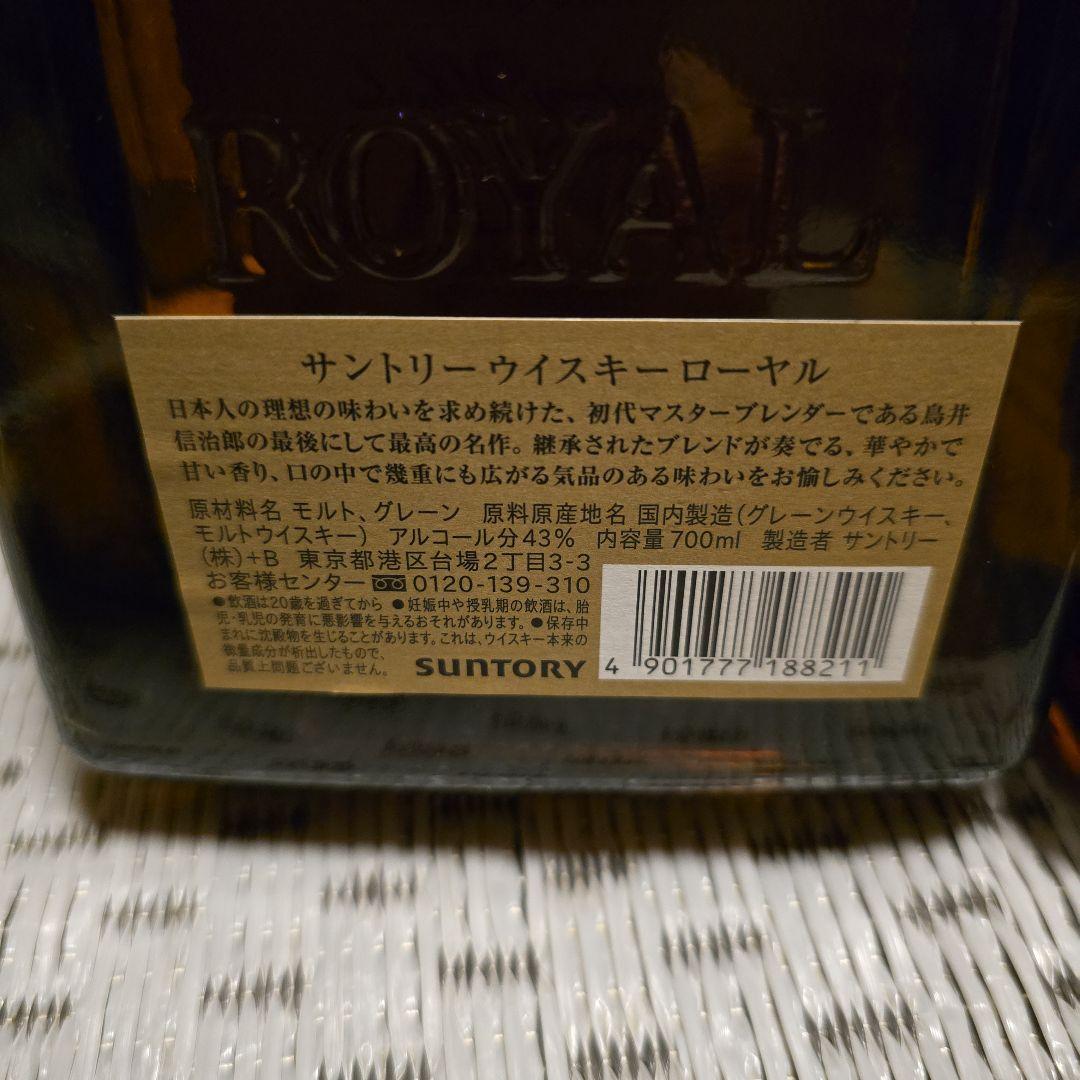 ROYAL
サントリーウイスキーローヤル
日本人の理想の味わいを求め続けた、初代マスターブレンダーである鳥井
信治郎の最後にして最高の名作。継承されたブレンドが奏でる、華やかで
甘い香り、口の中で幾重にも広がる気品のある味わいをお愉しみください。
原材料名 モルト、グレーン 原料原産地名 国内製造(グレーンウイスキー、
モルトウイスキー) アルコール分43% 内容量700ml 製造者 サントリー
(株)+B 東京都港区台場2丁目3-3
お客様センター 0120-139-310
●飲酒は20歳を過ぎてから ●妊娠中や授乳期の飲酒は、胎
児・乳児の発育に悪影響を与えるおそれがあります。●保存中
まれに沈殿物を生じることがあります。これは、ウイスキー本来の
微量成分が析出したもので、
品質上問題ございません。
SUNTORY
4 901777 188211